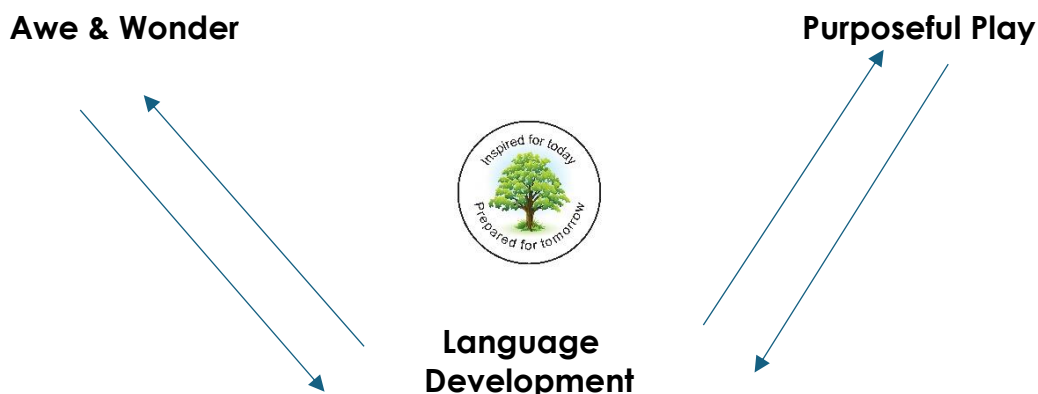 Awe & Wonder
Purposeful Play
Inspired for today
Prepared for tomorrow
Language
Development